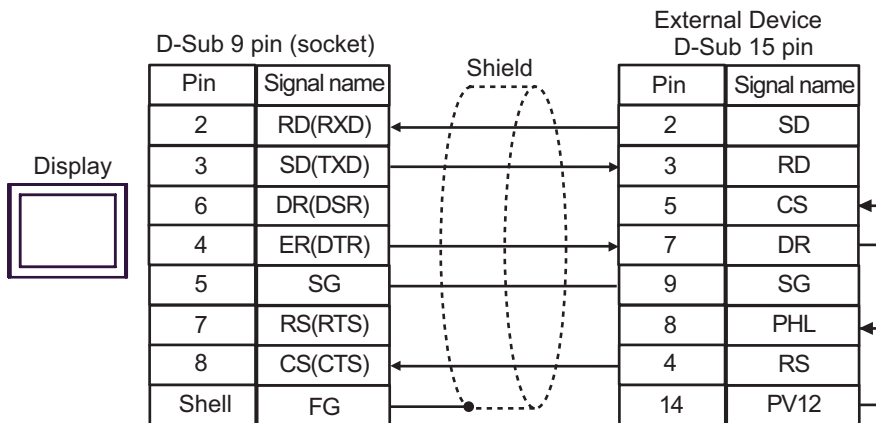 External Device
D-Sub 9 pin (socket) D-Sub 15 pin
Shield
Pin Signal name Pin Signal name
2 RD(RXD) 2 SD
Display
3 SD(TXD) 3 RD
6 DR(DSR) 5 CS
4 ER(DTR) 7 DR
5 SG 9 SG
7 RS(RTS) 8 PHL
8 CS(CTS) 4 RS
Shell FG 14 PV12